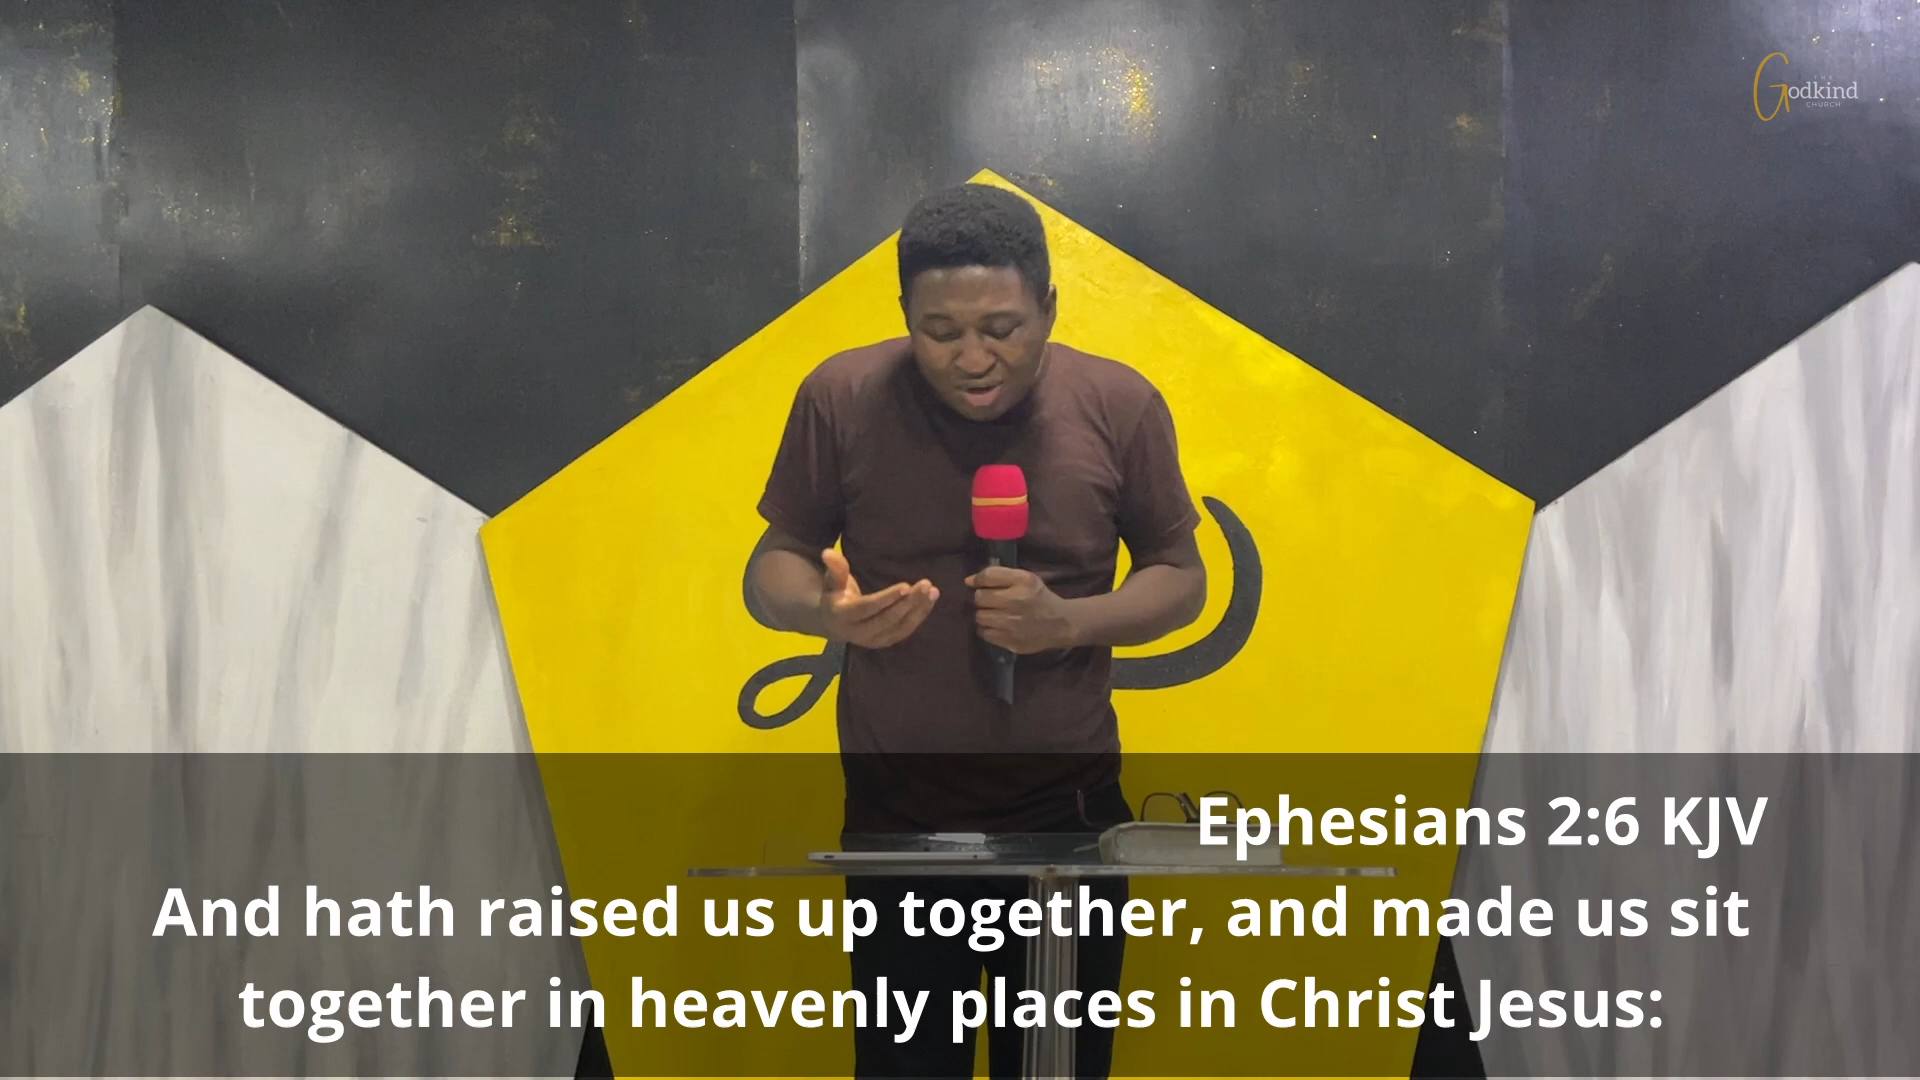 THE
Godkind
CHURCH
Ephesians 2:6 KJV
And hath raised us up together, and made us sit
together in heavenly places in Christ Jesus: